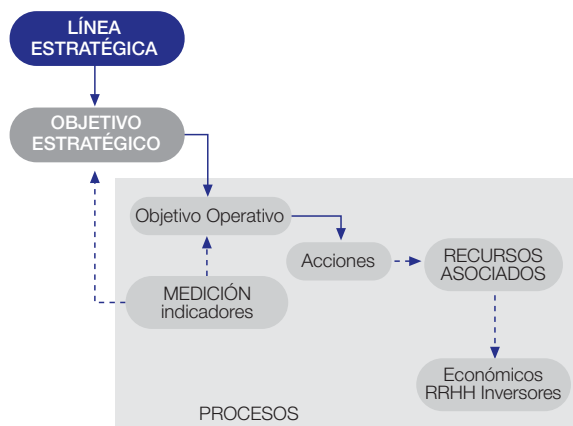 LÍNEA
ESTRATÉGICA
OBJETIVO
ESTRATÉGICO
Objetivo Operativo
Acciones
RECURSOS
ASOCIADOS
MEDICIÓN
indicadores
Económicos
RRHH Inversores
PROCESOS